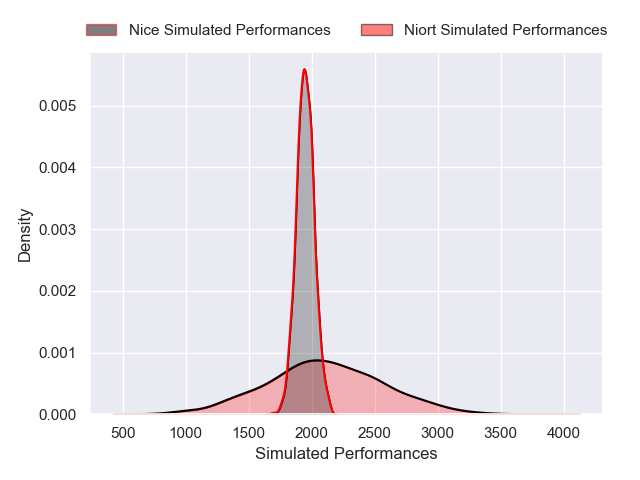 Nice Simulated Performances Niort Simulated Performances
0.005
0.004
0.003
0.002
0.001
0.000
Density
500 1000 1500 2000 2500 3000 3500 4000
Simulated Performances